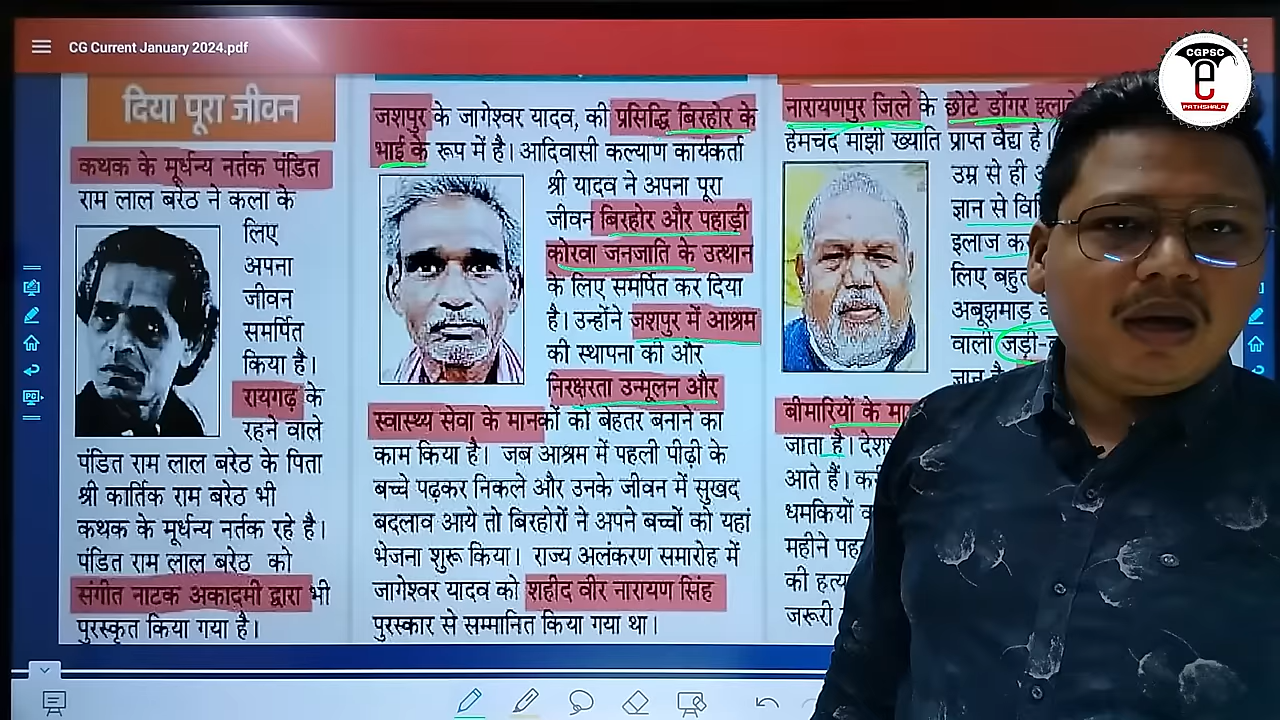 CG Current January 2024.pdf
CGPSC
e
PATHSHALA
दिया पूरा जीवन
कथक के मूर्धन्य नर्तक पंडित
राम लाल बरेठ ने कला के
लिए
अपना
जीवन
समर्पित
किया है।
रायगढ़ के
रहने वाले
पंडित राम लाल बरेठ के पिता
श्री कार्तिक राम बरेठ भी
कथक के मूर्धन्य नर्तक रहे है।
पंडित राम लाल बरेठ को
संगीत नाटक अकादमी द्वारा भी
पुरस्कृत किया गया है।
जशपुर के जागेश्वर यादव, की प्रसिद्धि बिरहोर के
भाई के रूप में है। आदिवासी कल्याण कार्यकर्ता
श्री यादव ने अपना पूरा
जीवन बिरहोर और पहाड़ी
कोरवा जनजाति के उत्थान
के लिए समर्पित कर दिया
है। उन्होंने जशपुर में आश्रम
की स्थापना की और
निरक्षरता उन्मूलन और
स्वास्थ्य सेवा के मानकों को बेहतर बनाने का
काम किया है। जब आश्रम में पहली पीढ़ी के
बच्चे पढ़कर निकले और उनके जीवन में सुखद
बदलाव आये तो बिरहोरों ने अपने बच्चों को यहां
भेजना शुरू किया। राज्य अलंकरण समारोह में
जागेश्वर यादव को शहीद वीर नारायण सिंह
पुरस्कार से सम्मानित किया गया था।
नारायणपुर जिले के छोटे डोंगर
हेमचंद मांझी ख्याति प्राप्त वैद्य है
उम्र से ही
ज्ञान से
इलाज
लिए
अबूझमाड़
वाली जड़ी-
ज्ञान
बीमारियों के
जाता है।
आते हैं।
धमकियों
महीने
की
जरूरी